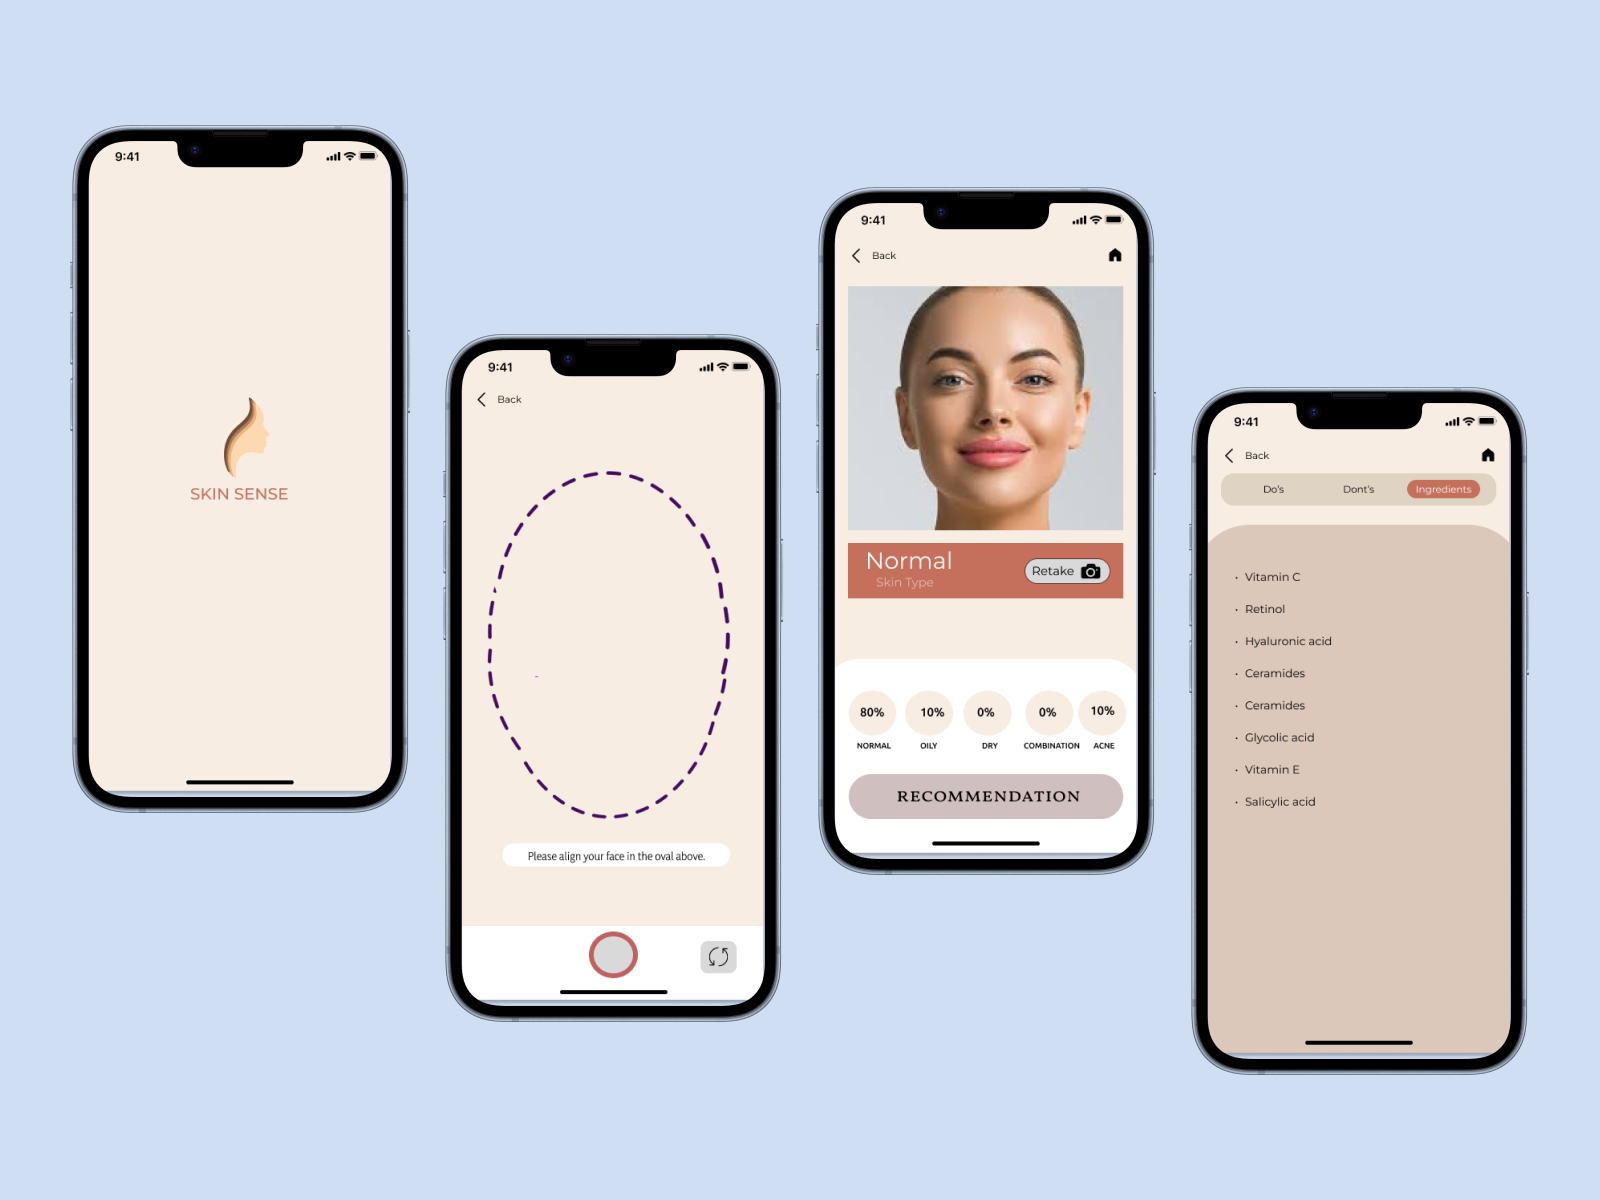 9:41
SKIN SENSE
9:41
Back
Please align your face in the oval above.
9:41
Back
Normal
Skin Type
Retake
80% 10% 0% 0% 10%
NORMAL OILY DRY COMBINATION ACNE
RECOMMENDATION
9:41
Back
Do's Dont's Ingredients
• Vitamin C
• Retinol
• Hyaluronic acid
• Ceramides
• Ceramides
• Glycolic acid
• Vitamin E
• Salicylic acid